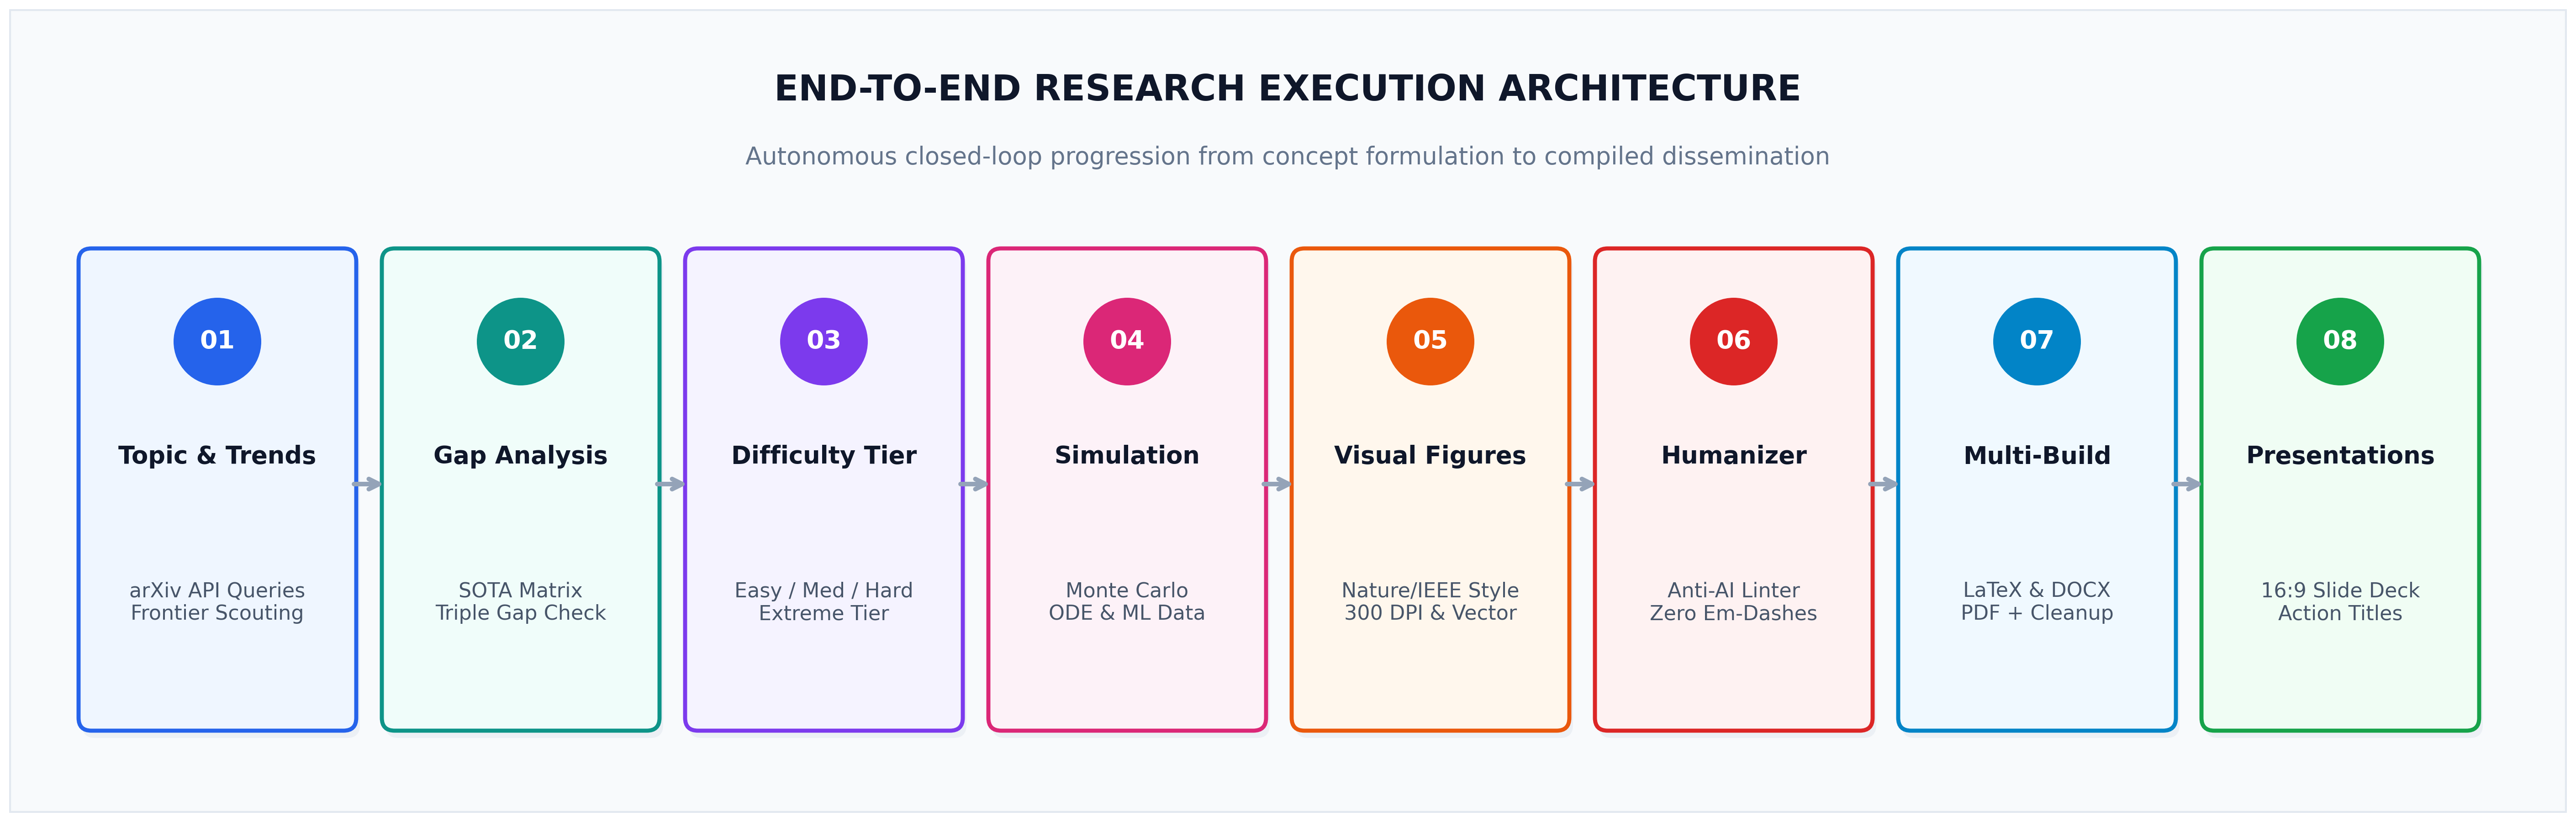 END-TO-END RESEARCH EXECUTION ARCHITECTURE
Autonomous closed-loop progression from concept formulation to compiled dissemination
01
Topic & Trends
arXiv API Queries
Frontier Scouting
02
Gap Analysis
SOTA Matrix
Triple Gap Check
03
Difficulty Tier
Easy / Med / Hard
Extreme Tier
04
Simulation
Monte Carlo
ODE & ML Data
05
Visual Figures
Nature/IEEE Style
300 DPI & Vector
06
Humanizer
Anti-AI Linter
Zero Em-Dashes
07
Multi-Build
LaTeX & DOCX
PDF + Cleanup
08
Presentations
16:9 Slide Deck
Action Titles